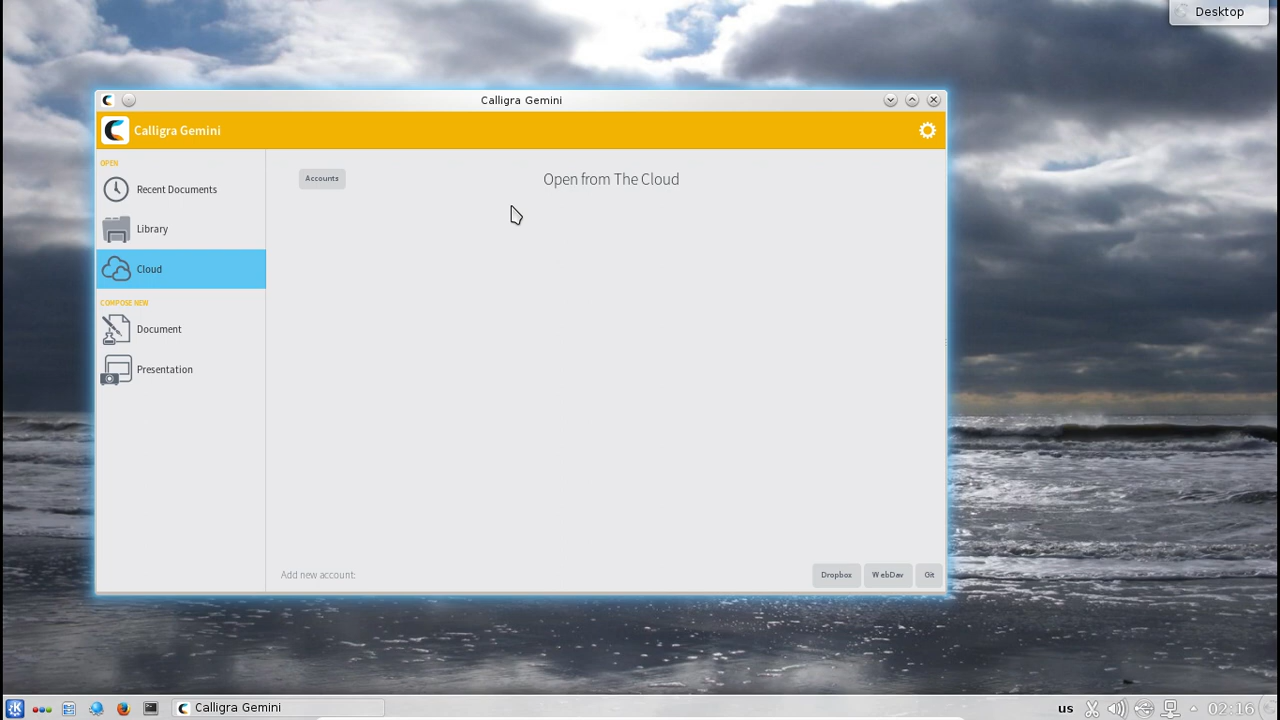 Desktop
Calligra Gemini
Calligra Gemini
OPEN
Recent Documents
Library
Cloud
COMPOSE NEW
Document
Presentation
Accounts
Open from The Cloud
Add new account:
Dropbox
WebDav
Git
Calligra Gemini
us
02:16